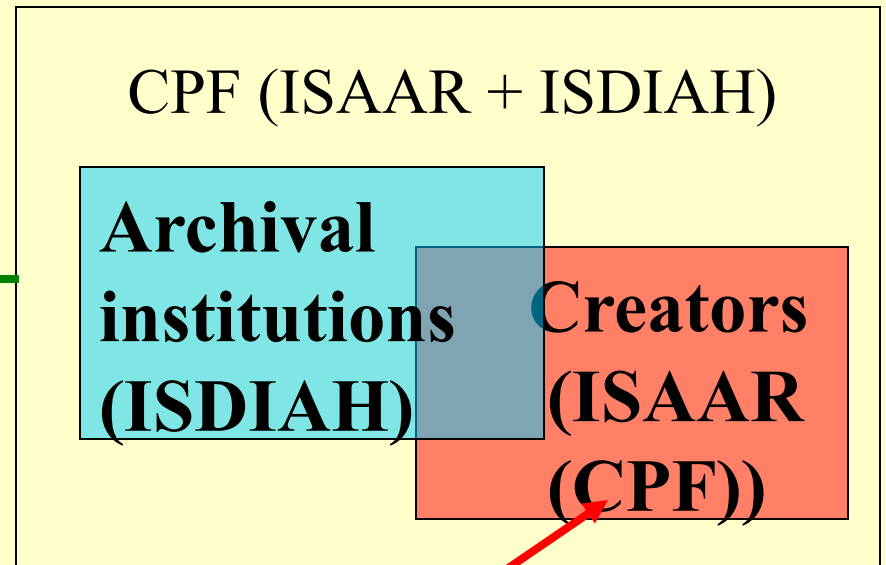 CPF (ISAAR + ISDIAH)
Archival
institutions
(ISDIAH)
Creators
(ISAAR
(CPF))